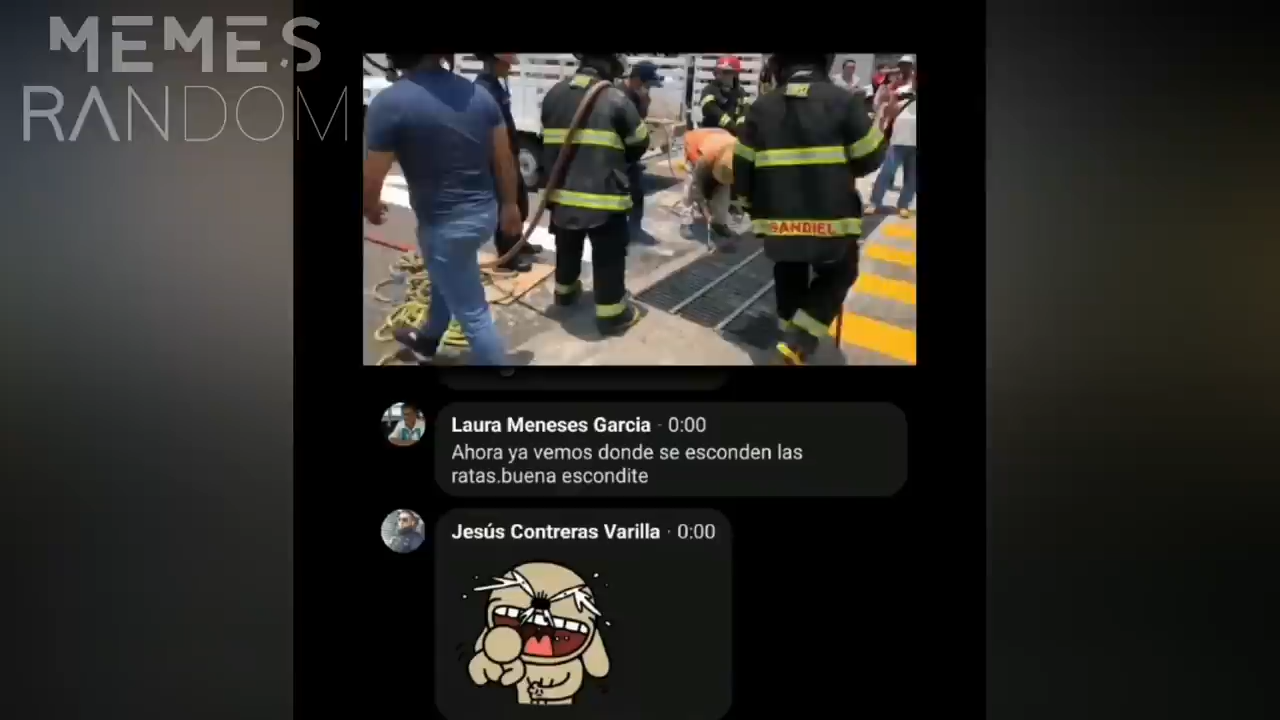 MEMES
RANDOM
Laura Meneses Garcia · 0:00
Ahora ya vemos donde se esconden las
ratas.buena escondite
Jesús Contreras Varilla · 0:00